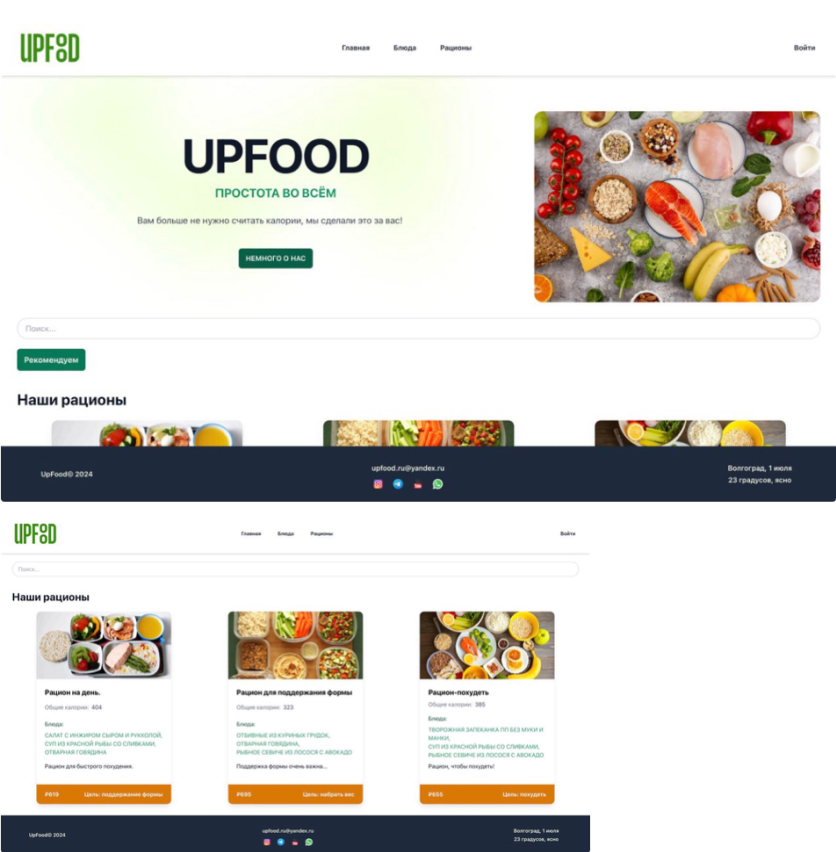 UPFOOD
Главная Блюда Рационы
Войти
UPFOOD
ПРОСТОТА ВО ВСЁМ
Вам больше не нужно считать калории, мы сделали это за вас!
НЕМНОГО О НАС
Поиск...
Рекомендуем
Наши рационы
UpFood© 2024
upfood.ru@yandex.ru
Волгоград, 1 июля
23 градусов, ясно
UPFOOD
Главная Блюда Рационы
Войти
Поиск...
Наши рационы
Рацион на день.
Общие калории: 404
Блюда:
САЛАТ С ИНЖИРОМ СЫРОМ И РУККОЛОЙ,
СУП ИЗ КРАСНОЙ РЫБЫ СО СЛИВКАМИ,
ОТВАРНАЯ ГОВЯДИНА
Рацион для быстрого похудения.
₽619 Цель: поддержание формы
Рацион для поддержания формы
Общие калории: 323
Блюда:
ОТБИВНЫЕ ИЗ КУРИНЫХ ГРУДОК,
ОТВАРНАЯ ГОВЯДИНА,
РЫБНОЕ СЕВИЧЕ ИЗ ЛОСОСЯ С АВОКАДО
Поддержка формы очень важна...
₽695 Цель: набрать вес
Рацион-похудеть
Общие калории: 385
Блюда:
ТВОРОЖНАЯ ЗАПЕКАНКА ПП БЕЗ МУКИ И
МАНКИ,
СУП ИЗ КРАСНОЙ РЫБЫ СО СЛИВКАМИ,
РЫБНОЕ СЕВИЧЕ ИЗ ЛОСОСЯ С АВОКАДО
Рацион, чтобы похудеть!
₽655 Цель: похудеть
UpFood© 2024
upfood.ru@yandex.ru
Волгоград, 1 июля
23 градусов, ясно